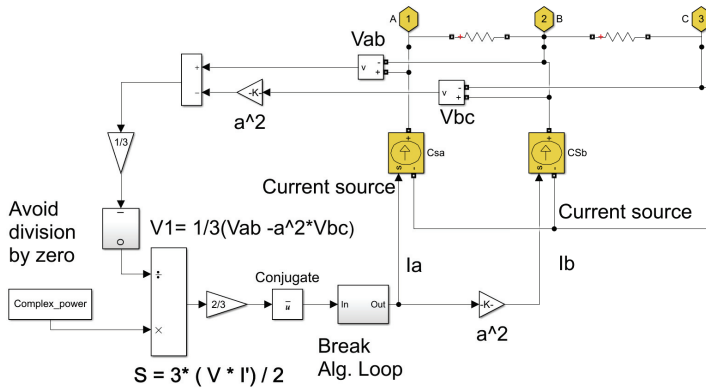 A 1
2 B
C 3
Vab
v
- +
v
- +
Vbc
+
−
-K-
a^2
1/3
Csa
CSb
+
S -
+
S -
Current source
Current source
Avoid
division
by zero
I
O
V1= 1/3(Vab -a^2*Vbc)
Ia
Ib
Complex_power
÷
×
2/3
Conjugate
u
In Out
-K-
a^2
Break
Alg. Loop
S = 3* ( V * I') / 2